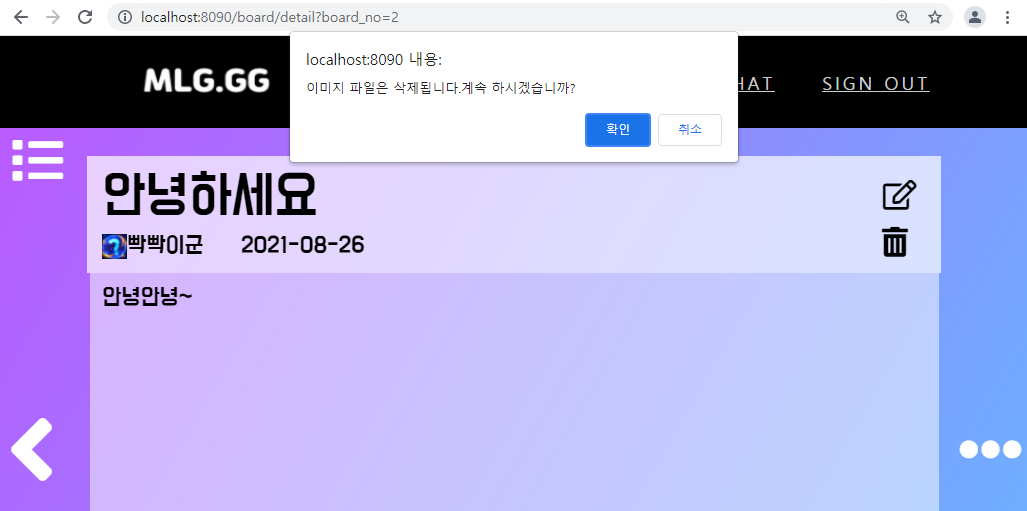 localhost:8090/board/detail?board_no=2
localhost:8090 내용:
이미지 파일은 삭제됩니다.계속 하시겠습니까?
확인 취소
MLG.GG HAT SIGN OUT
안녕하세요
빡빡이군 2021-08-26
안녕안녕~